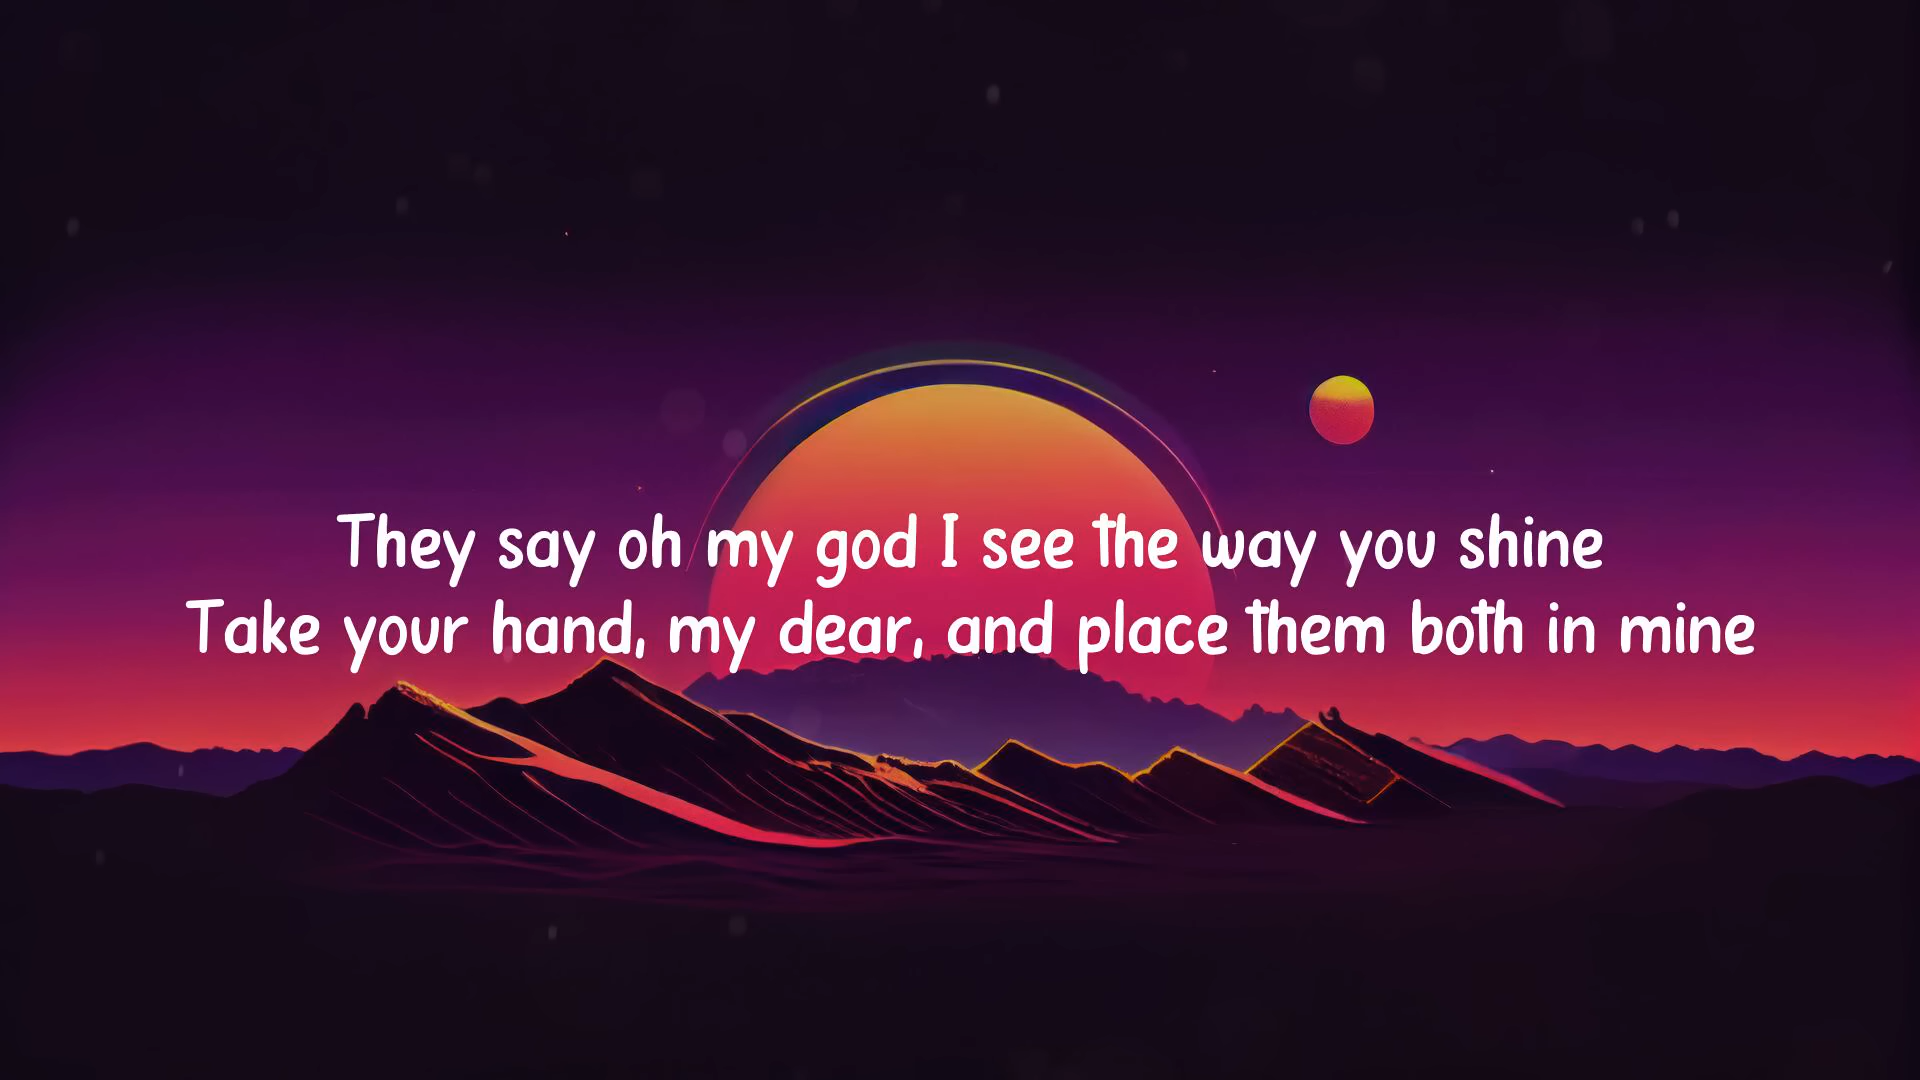 They say oh my god I see the way you shine
Take your hand, my dear, and place them both in mine